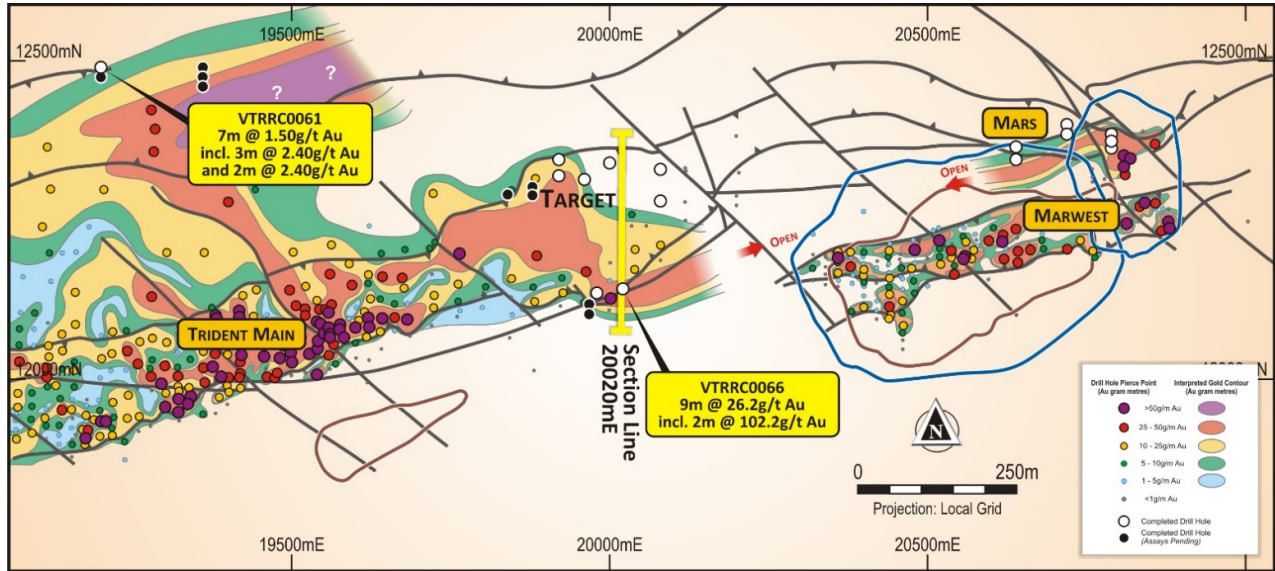 19500mE
20000mE
20500mE
12500mN
12500mN
?
?
VTRRC0061
7m @ 1.50g/t Au
incl. 3m @ 2.40g/t Au
and 2m @ 2.40g/t Au
MARS
TARGET
OPEN
OPEN
MARWEST
TRIDENT MAIN
12000mN
Section Line
20020mE
VTRRC0066
9m @ 26.2g/t Au
incl. 2m @ 102.2g/t Au
N
0 250m
Projection: Local Grid
Drill Hole Pierce Point
(Au gram metres)
Interpreted Gold Contour
(Au gram metres)
>50g/m Au
25 - 50g/m Au
10 - 25g/m Au
5 - 10g/m Au
1 - 5g/m Au
<1g/m Au
Completed Drill Hole
Completed Drill Hole
(Assays Pending)
19500mE
20000mE
20500mE